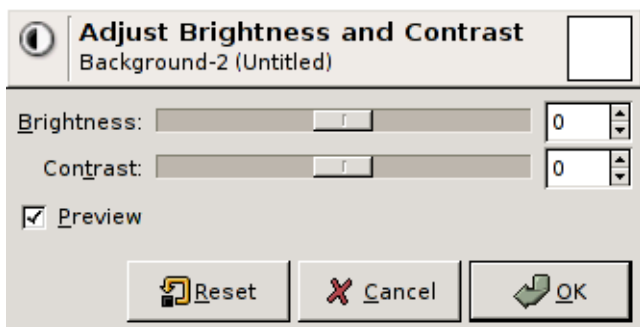 Adjust Brightness and Contrast
Background-2 (Untitled)
Brightness: 0
Contrast: 0
Preview
Reset Cancel OK